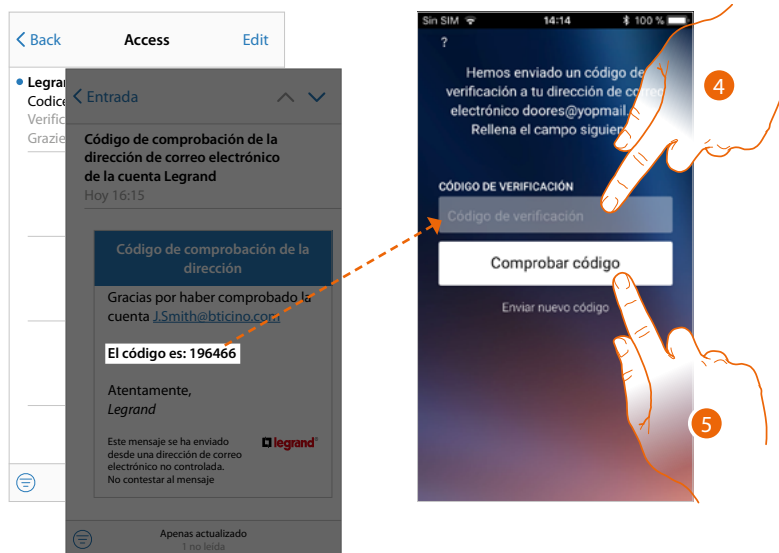 Back Access Edit
Legra
Codice
Verific
Grazie
Entrada
Código de comprobación de la
dirección de correo electrónico
de la cuenta Legrand
Hoy 16:15
Código de comprobación de la
dirección
Gracias por haber comprobado la
cuenta J.Smith@bticino.com
El código es: 196466
Atentamente,
Legrand
Este mensaje se ha enviado
desde una dirección de correo
electrónico no controlada.
No contestar al mensaje
legrand®
Apenas actualizado
1 no leida
Sin SIM 14:14 100 %
?
Hemos enviado un código de
verificación a tu dirección de correo
electrónico doores@yopmail.
Rellena el campo siguien
CÓDIGO DE VERIFICACIÓN
Código de verificación
Comprobar código
Enviar nuevo código
4
5